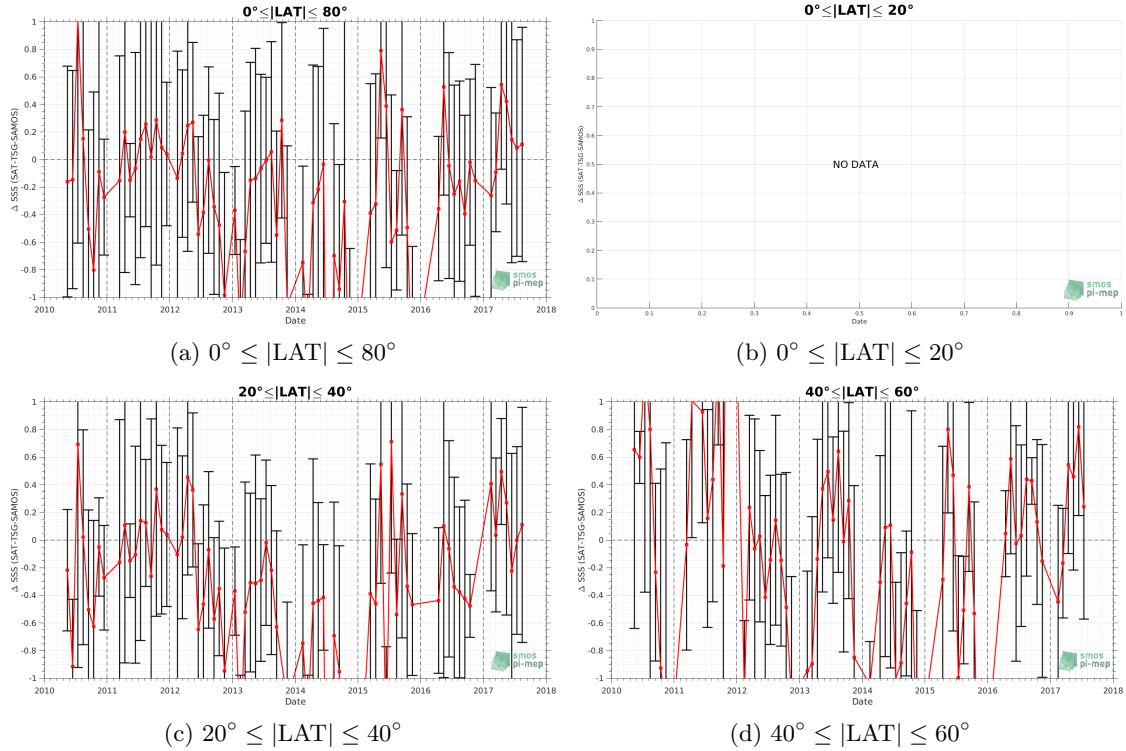 0°≤|LAT|≤ 80°
Δ SSS (SAT-TSG-SAMOS)
1
0.8
0.6
0.4
0.2
0
-0.2
-0.4
-0.6
-0.8
-1
2010 2011 2012 2013 2014 2015 2016 2017 2018
Date
smos
pi-mep
(a) 0° ≤ |LAT| ≤ 80°
0°≤|LAT|≤ 20°
Δ SSS (SAT-TSG-SAMOS)
1
0.9
0.8
0.7
0.6
0.5
0.4
0.3
0.2
0.1
0
NO DATA
0 0.1 0.2 0.3 0.4 0.5 0.6 0.7 0.8 0.9 1
Date
smos
pi-mep
(b) 0° ≤ |LAT| ≤ 20°
20°≤|LAT|≤ 40°
Δ SSS (SAT-TSG-SAMOS)
1
0.8
0.6
0.4
0.2
0
-0.2
-0.4
-0.6
-0.8
-1
2010 2011 2012 2013 2014 2015 2016 2017 2018
Date
smos
pi-mep
(c) 20° ≤ |LAT| ≤ 40°
40°≤|LAT|≤ 60°
Δ SSS (SAT-TSG-SAMOS)
1
0.8
0.6
0.4
0.2
0
-0.2
-0.4
-0.6
-0.8
-1
2010 2011 2012 2013 2014 2015 2016 2017 2018
Date
smos
pi-mep
(d) 40° ≤ |LAT| ≤ 60°